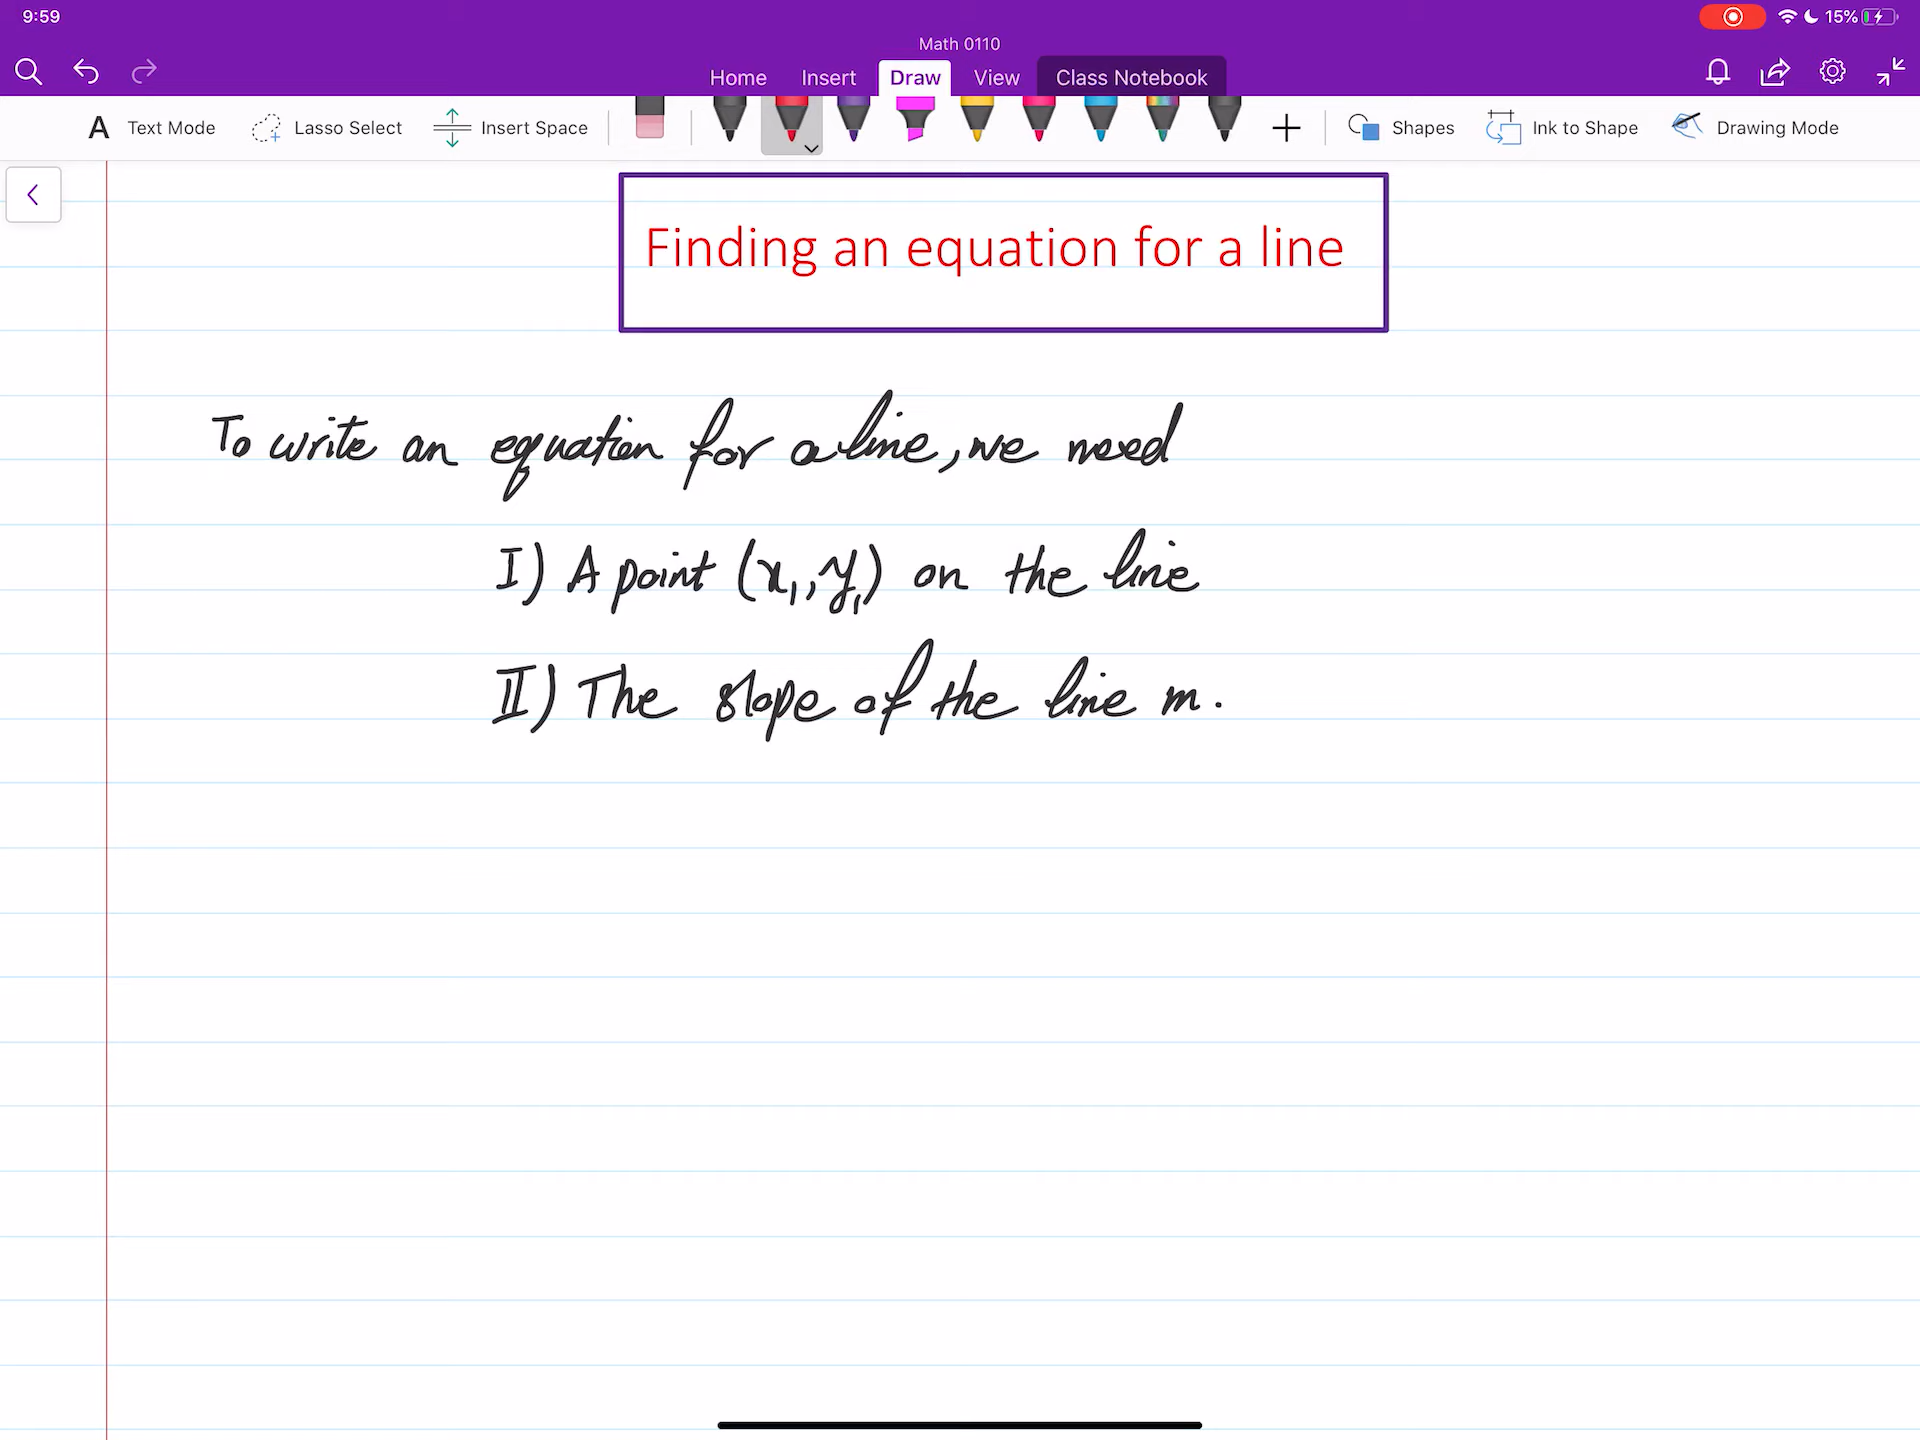 9:59
15%
Math 0110
Home Insert Draw View Class Notebook
A Text Mode Lasso Select Insert Space Shapes Ink to Shape Drawing Mode
Finding an equation for a line
To write an equation for a line, we need
I) A point (x₁, y₁) on the line
II) The slope of the line m.